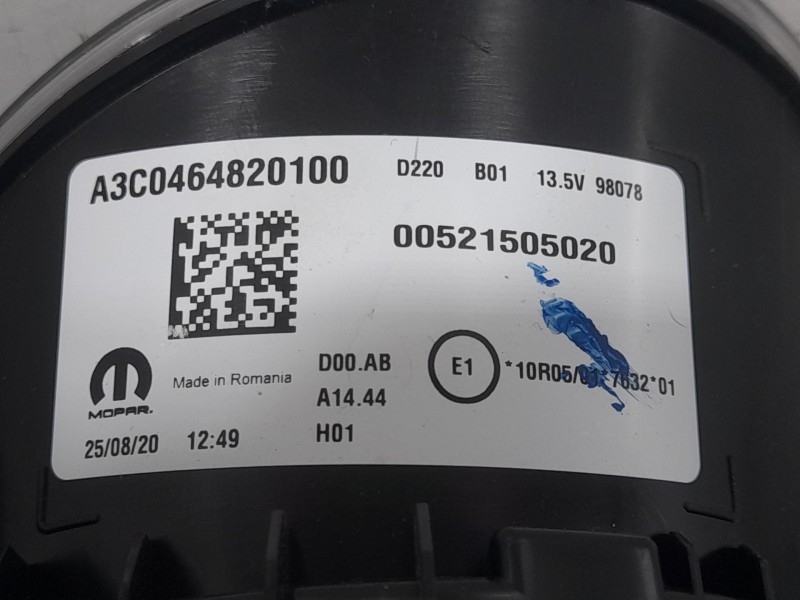 A3C0464820100 D220 B01 13.5V 98078
00521505020
MOPAR.
Made in Romania
D00.AB
A14.44
H01
E1 *10R05/01*7632*01
25/08/20 12:49